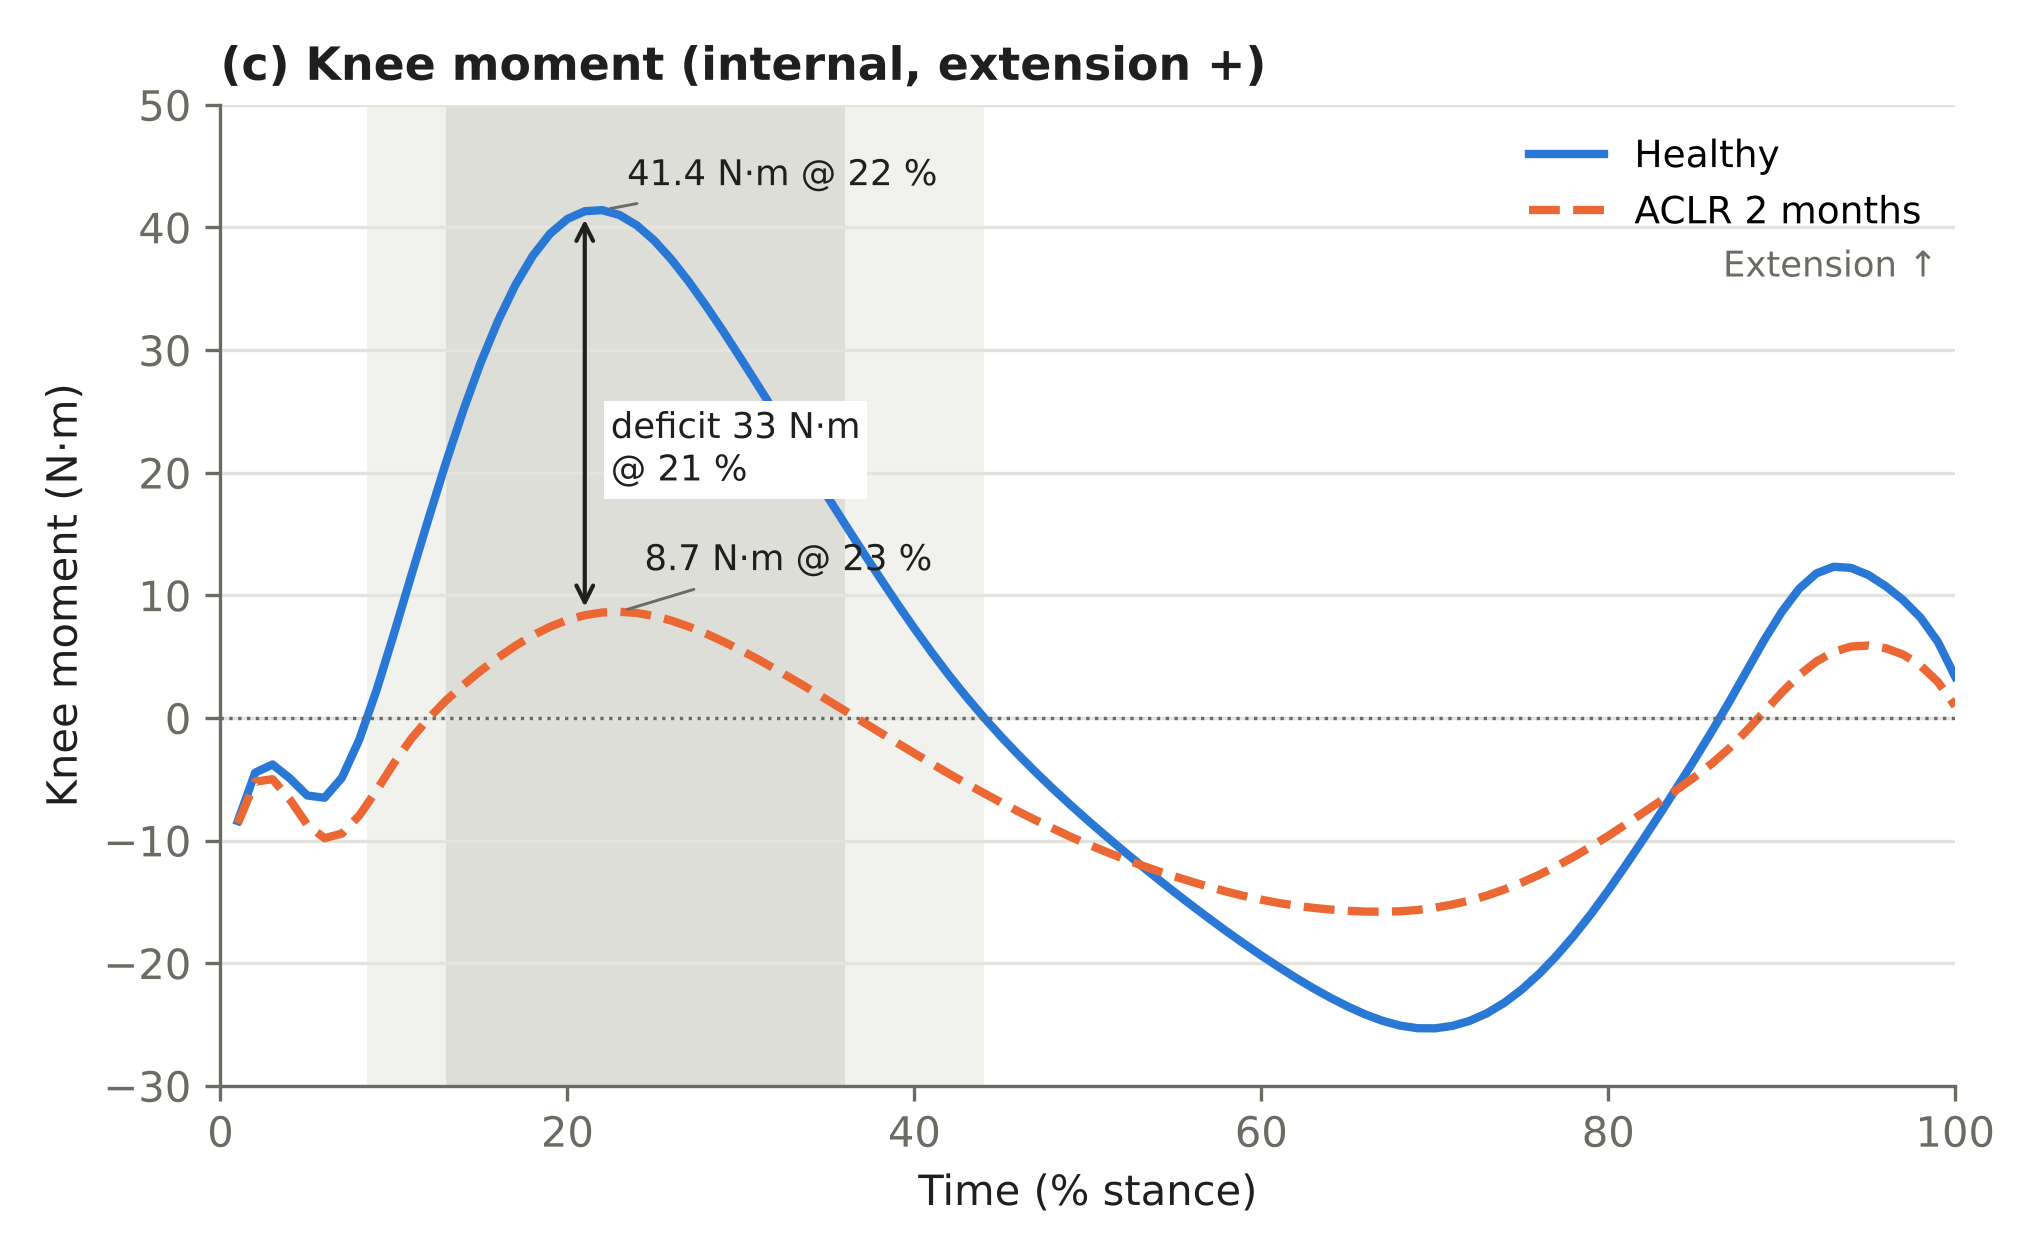 (c) Knee moment (internal, extension +)
50
40
30
20
10
0
−10
−20
−30
Knee moment (N·m)
41.4 N·m @ 22 %
deficit 33 N·m
@ 21 %
8.7 N·m @ 23 %
Healthy
ACLR 2 months
Extension ↑
0
20
40
60
80
100
Time (% stance)